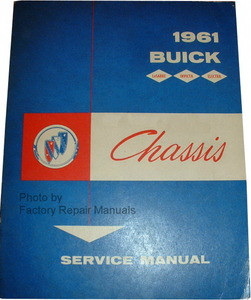 1961
BUICK
LESABRE INVICTA ELECTRA
Chassis
Photo by
Factory Repair Manuals
SERVICE MANUAL